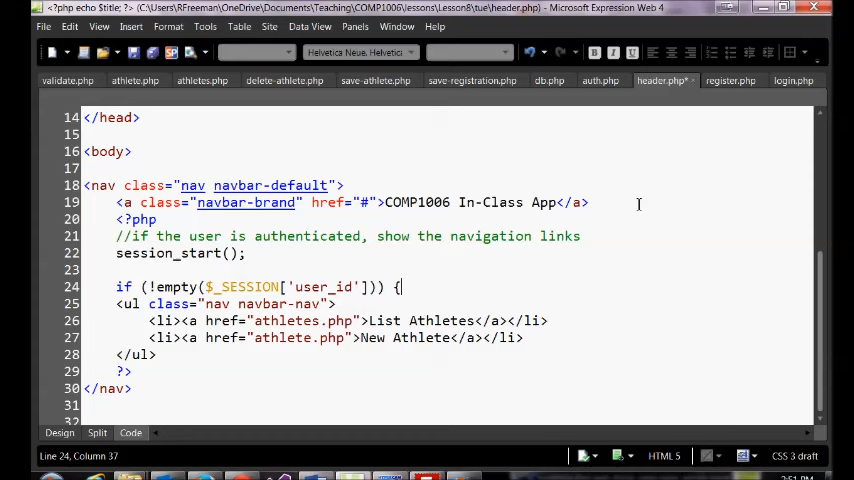 <?php echo $title; ?> (C:\Users\RFreeman\OneDrive\Documents\Teaching\COMP1006\lessons\Lesson8\tue\header.php) - Microsoft Expression Web 4
File Edit View Insert Format Tools Table Site Data View Panels Window Help
Helvetica Neue, Helvetica,
B I U
validate.php athlete.php athletes.php delete-athlete.php save-athlete.php save-registration.php db.php auth.php header.php* register.php login.php
14 </head>
15
16 <body>
17
18 <nav class="nav navbar-default">
19 <a class="navbar-brand" href="#">COMP1006 In-Class App</a>
20 <?php
21 //if the user is authenticated, show the navigation links
22 session_start();
23
24 if (!empty($_SESSION['user_id'])) {
25 <ul class="nav navbar-nav">
26 <li><a href="athletes.php">List Athletes</a></li>
27 <li><a href="athlete.php">New Athlete</a></li>
28 </ul>
29 ?>
30 </nav>
31
32
Design Split Code
Line 24, Column 37 HTML 5 CSS 3 draft
2:51 PM